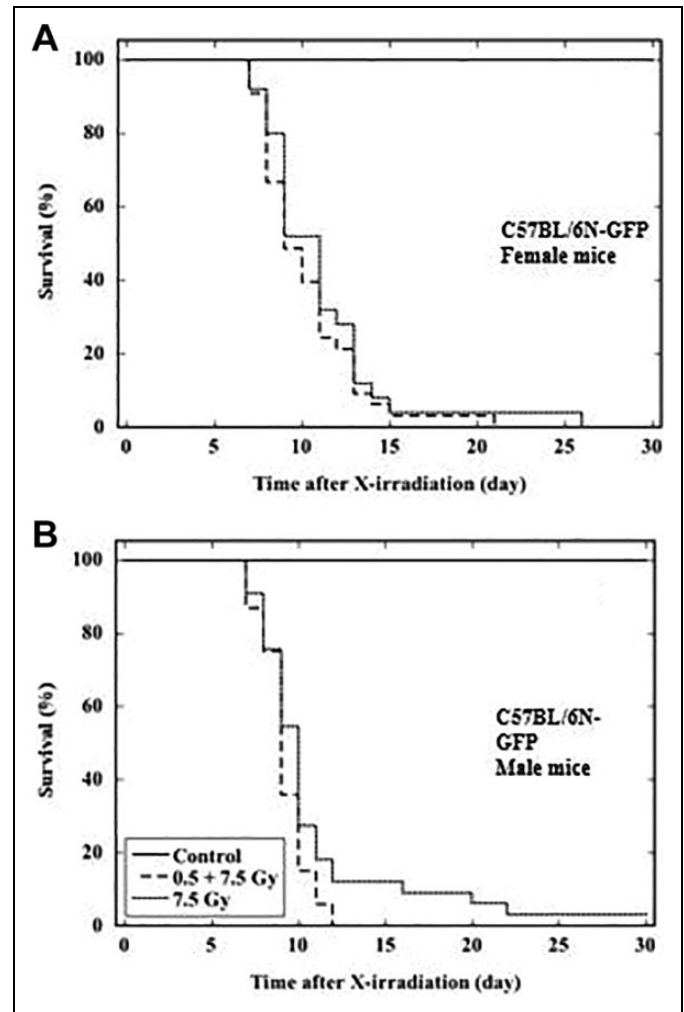 A
100
80
60
40
20
0
Survival (%)
C57BL/6N-GFP
Female mice
0 5 10 15 20 25 30
Time after X-irradiation (day)
B
100
80
60
40
20
0
Survival (%)
C57BL/6N-
GFP
Male mice
Control
0.5 + 7.5 Gy
7.5 Gy
0 5 10 15 20 25 30
Time after X-irradiation (day)